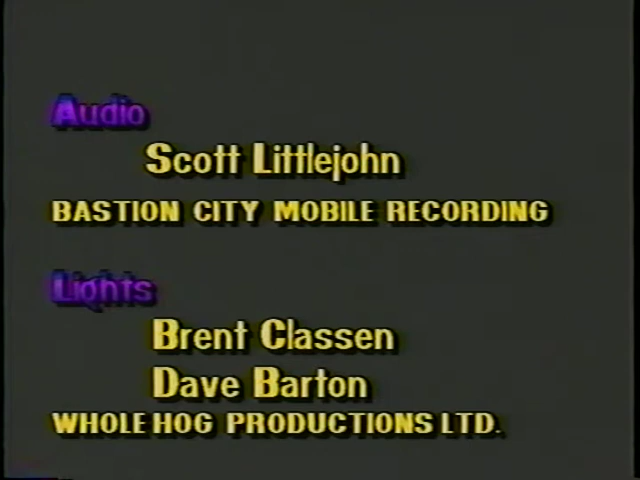 Audio
Scott Littlejohn
BASTION CITY MOBILE RECORDING
Lights
Brent Classen
Dave Barton
WHOLE HOG PRODUCTIONS LTD.